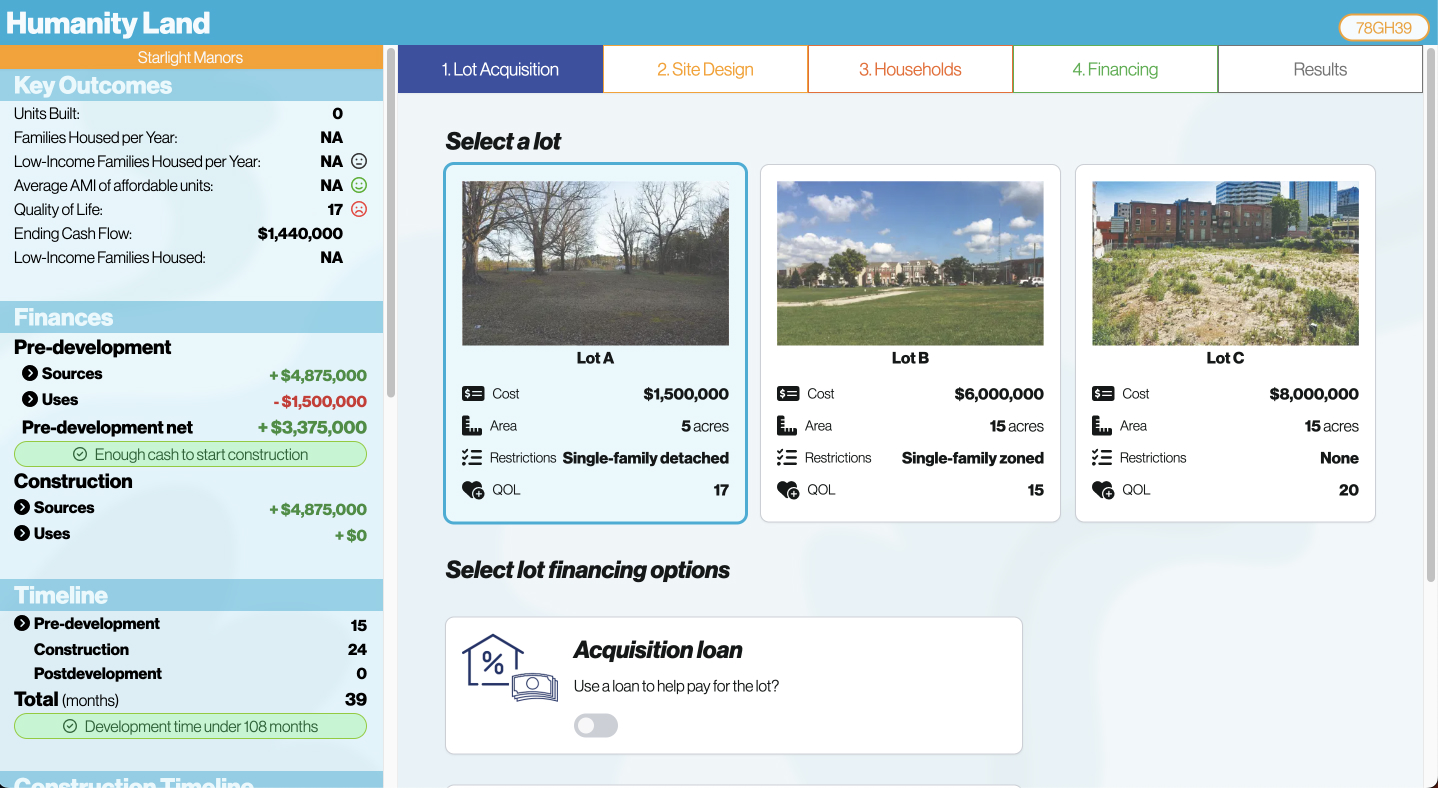 Humanity Land
78GH39
Starlight Manors
Key Outcomes
Units Built: 0
Families Housed per Year: NA
Low-Income Families Housed per Year: NA
Average AMI of affordable units: NA
Quality of Life: 17
Ending Cash Flow: $1,440,000
Low-Income Families Housed: NA
Finances
Pre-development
Sources + $4,875,000
Uses - $1,500,000
Pre-development net + $3,375,000
Enough cash to start construction
Construction
Sources + $4,875,000
Uses + $0
Timeline
Pre-development 15
Construction 24
Postdevelopment 0
Total (months) 39
Development time under 108 months
Construction Timeline
1. Lot Acquisition
2. Site Design
3. Households
4. Financing
Results
Select a lot
Lot A
Cost $1,500,000
Area 5 acres
Restrictions Single-family detached
QOL 17
Lot B
Cost $6,000,000
Area 15 acres
Restrictions Single-family zoned
QOL 15
Lot C
Cost $8,000,000
Area 15 acres
Restrictions None
QOL 20
Select lot financing options
%
Acquisition loan
Use a loan to help pay for the lot?